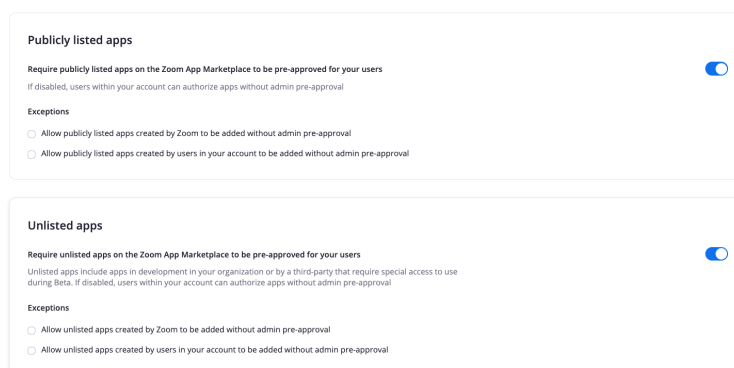 Publicly listed apps
Require publicly listed apps on the Zoom App Marketplace to be pre-approved for your users
If disabled, users within your account can authorize apps without admin pre-approval
Exceptions
Allow publicly listed apps created by Zoom to be added without admin pre-approval
Allow publicly listed apps created by users in your account to be added without admin pre-approval
Unlisted apps
Require unlisted apps on the Zoom App Marketplace to be pre-approved for your users
Unlisted apps include apps in development in your organization or by a third-party that require special access to use
during Beta. If disabled, users within your account can authorize apps without admin pre-approval
Exceptions
Allow unlisted apps created by Zoom to be added without admin pre-approval
Allow unlisted apps created by users in your account to be added without admin pre-approval